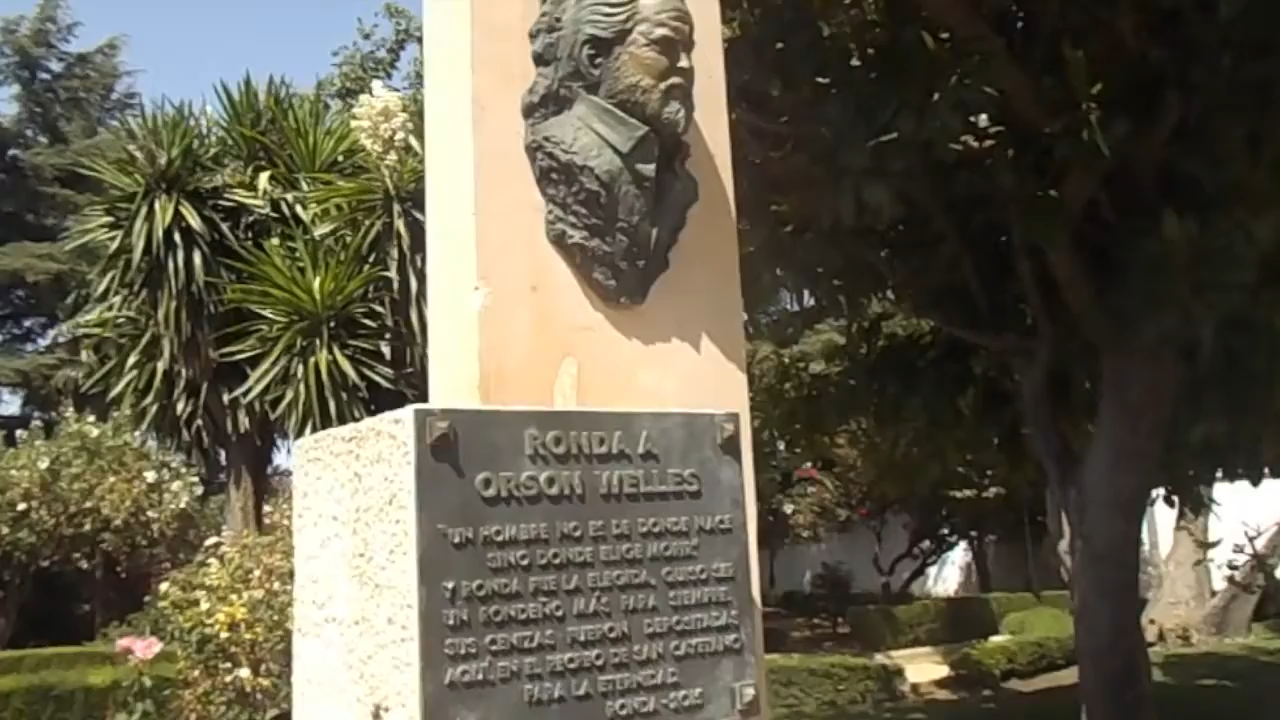 RONDA A
ORSON WELLES
"UN HOMBRE NO ES DE DONDE NACE
SINO DONDE ELIGE MORIR"
Y RONDA FUE LA ELEGIDA, QUISO SER
UN RONDEÑO MÁS PARA SIEMPRE.
SUS CENIZAS FUERON DEPOSITADAS
AQUÍ, EN EL RECREO DE SAN CAYETANO
PARA LA ETERNIDAD
RONDA-